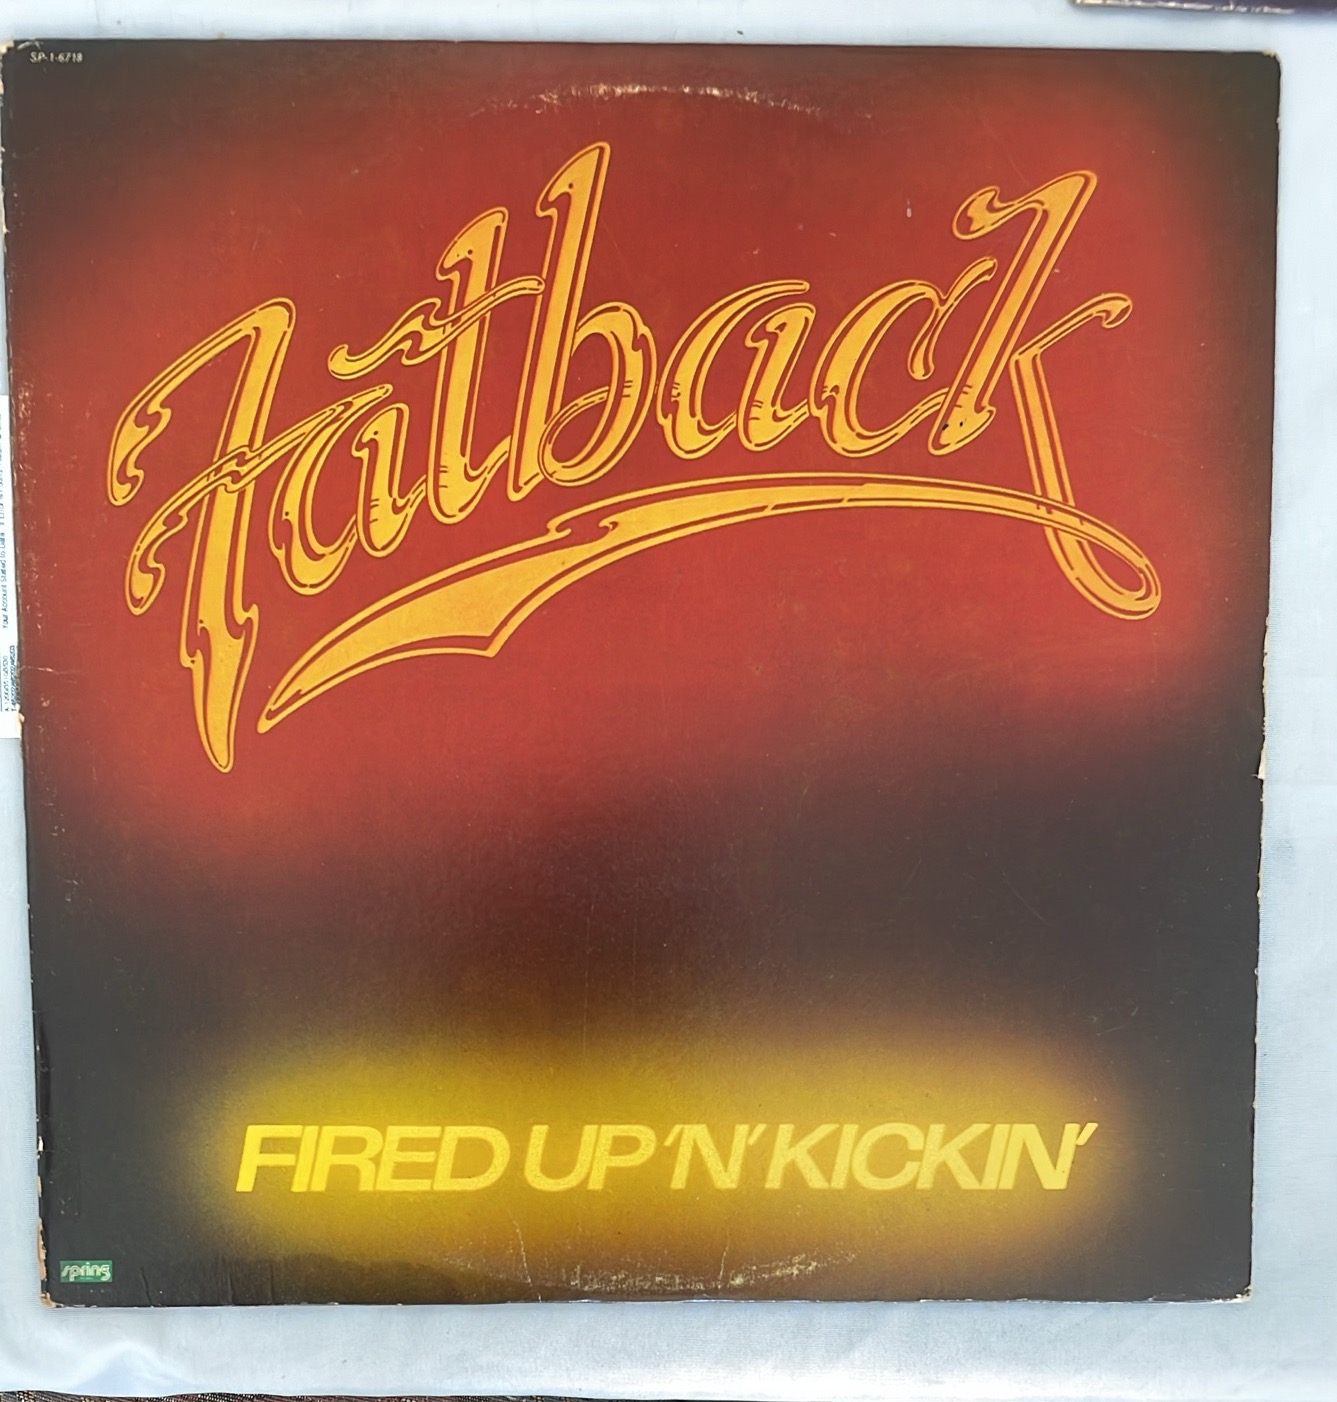 SP-1-6718
Fatback
FIRED UP 'N' KICKIN'
spring